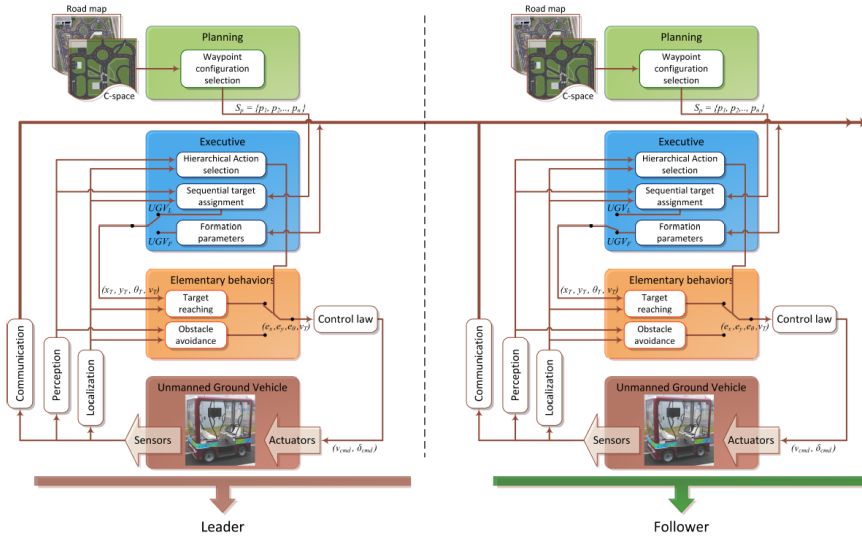 Road map
C-space
Planning
Waypoint
configuration
selection
S_p = {p_1, p_2,..., p_n}
Executive
Hierarchical Action
selection
Sequential target
assignment
UGV_L
UGV_F
Formation
parameters
Elementary behaviors
(x_T, y_T, θ_T, v_T)
Target
reaching
Obstacle
avoidance
(e_x, e_y, e_θ, v_T)
Control law
Communication
Perception
Localization
Unmanned Ground Vehicle
Sensors
Actuators
(v_cmd, δ_cmd)
Leader
Road map
C-space
Planning
Waypoint
configuration
selection
S_p = {p_1, p_2,..., p_n}
Executive
Hierarchical Action
selection
Sequential target
assignment
UGV_L
UGV_F
Formation
parameters
Elementary behaviors
(x_T, y_T, θ_T, v_T)
Target
reaching
Obstacle
avoidance
(e_x, e_y, e_θ, v_T)
Control law
Communication
Perception
Localization
Unmanned Ground Vehicle
Sensors
Actuators
(v_cmd, δ_cmd)
Follower